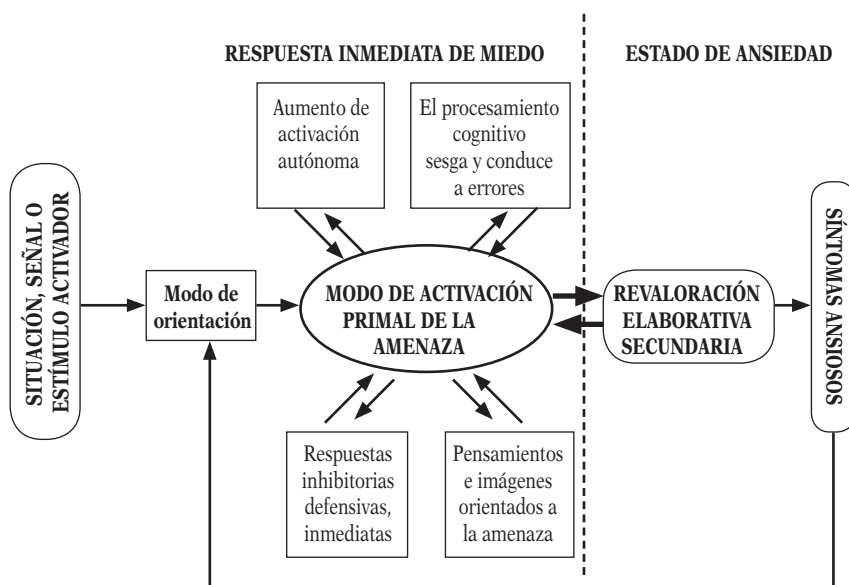 RESPUESTA INMEDIATA DE MIEDO
ESTADO DE ANSIEDAD
Aumento de
activación
autónoma
El procesamiento
cognitivo
sesga y conduce
a errores
SITUACIÓN, SEÑAL O
ESTÍMULO ACTIVADOR
Modo de
orientación
MODO DE ACTIVACIÓN
PRIMAL DE LA
AMENAZA
REVALORACIÓN
ELABORATIVA
SECUNDARIA
SÍNTOMAS ANSIOSOS
Respuestas
inhibitorias
defensivas,
inmediatas
Pensamientos
e imágenes
orientados a
la amenaza